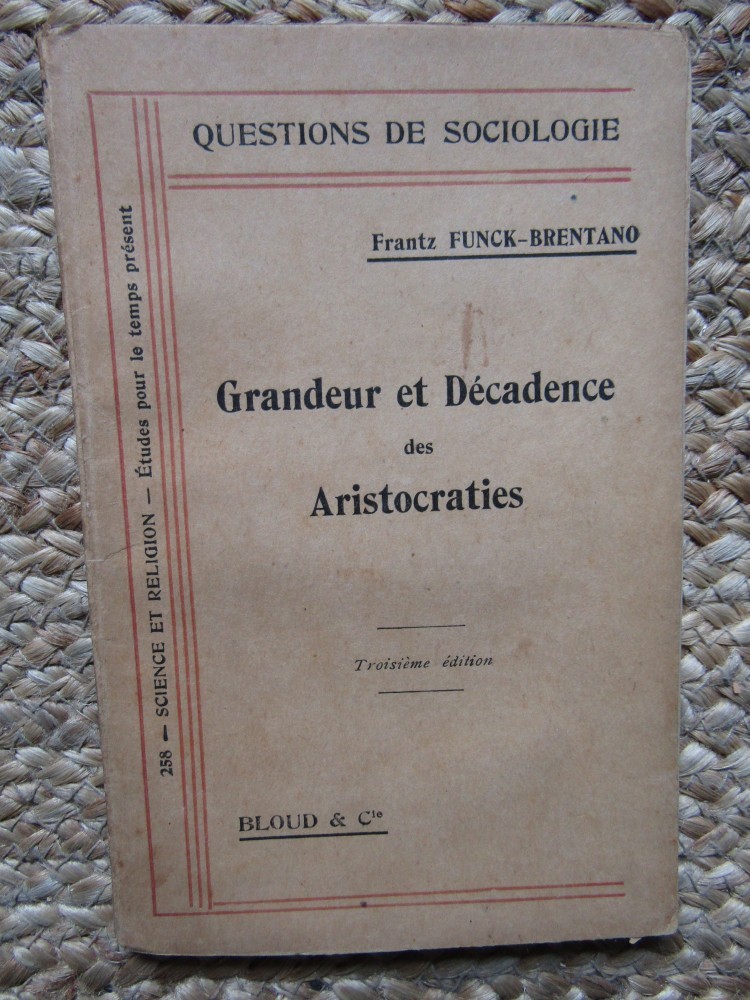 QUESTIONS DE SOCIOLOGIE
Frantz FUNCK-BRENTANO
Grandeur et Décadence
des
Aristocraties
Troisième édition
BLOUD & Cie
258 — SCIENCE ET RELIGION — Études pour le temps présent